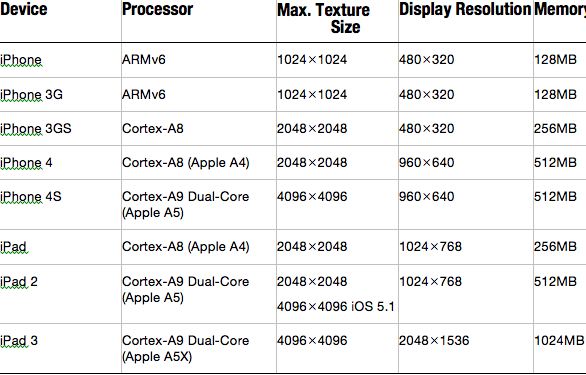 Device Processor Max. Texture Size Display Resolution Memory
iPhone ARMv6 1024×1024 480×320 128MB
iPhone 3G ARMv6 1024×1024 480×320 128MB
iPhone 3GS Cortex-A8 2048×2048 480×320 256MB
iPhone 4 Cortex-A8 (Apple A4) 2048×2048 960×640 512MB
iPhone 4S Cortex-A9 Dual-Core (Apple A5) 4096×4096 960×640 512MB
iPad Cortex-A8 (Apple A4) 2048×2048 1024×768 256MB
iPad 2 Cortex-A9 Dual-Core (Apple A5) 2048×2048 4096×4096 iOS 5.1 1024×768 512MB
iPad 3 Cortex-A9 Dual-Core (Apple A5X) 4096×4096 2048×1536 1024MB